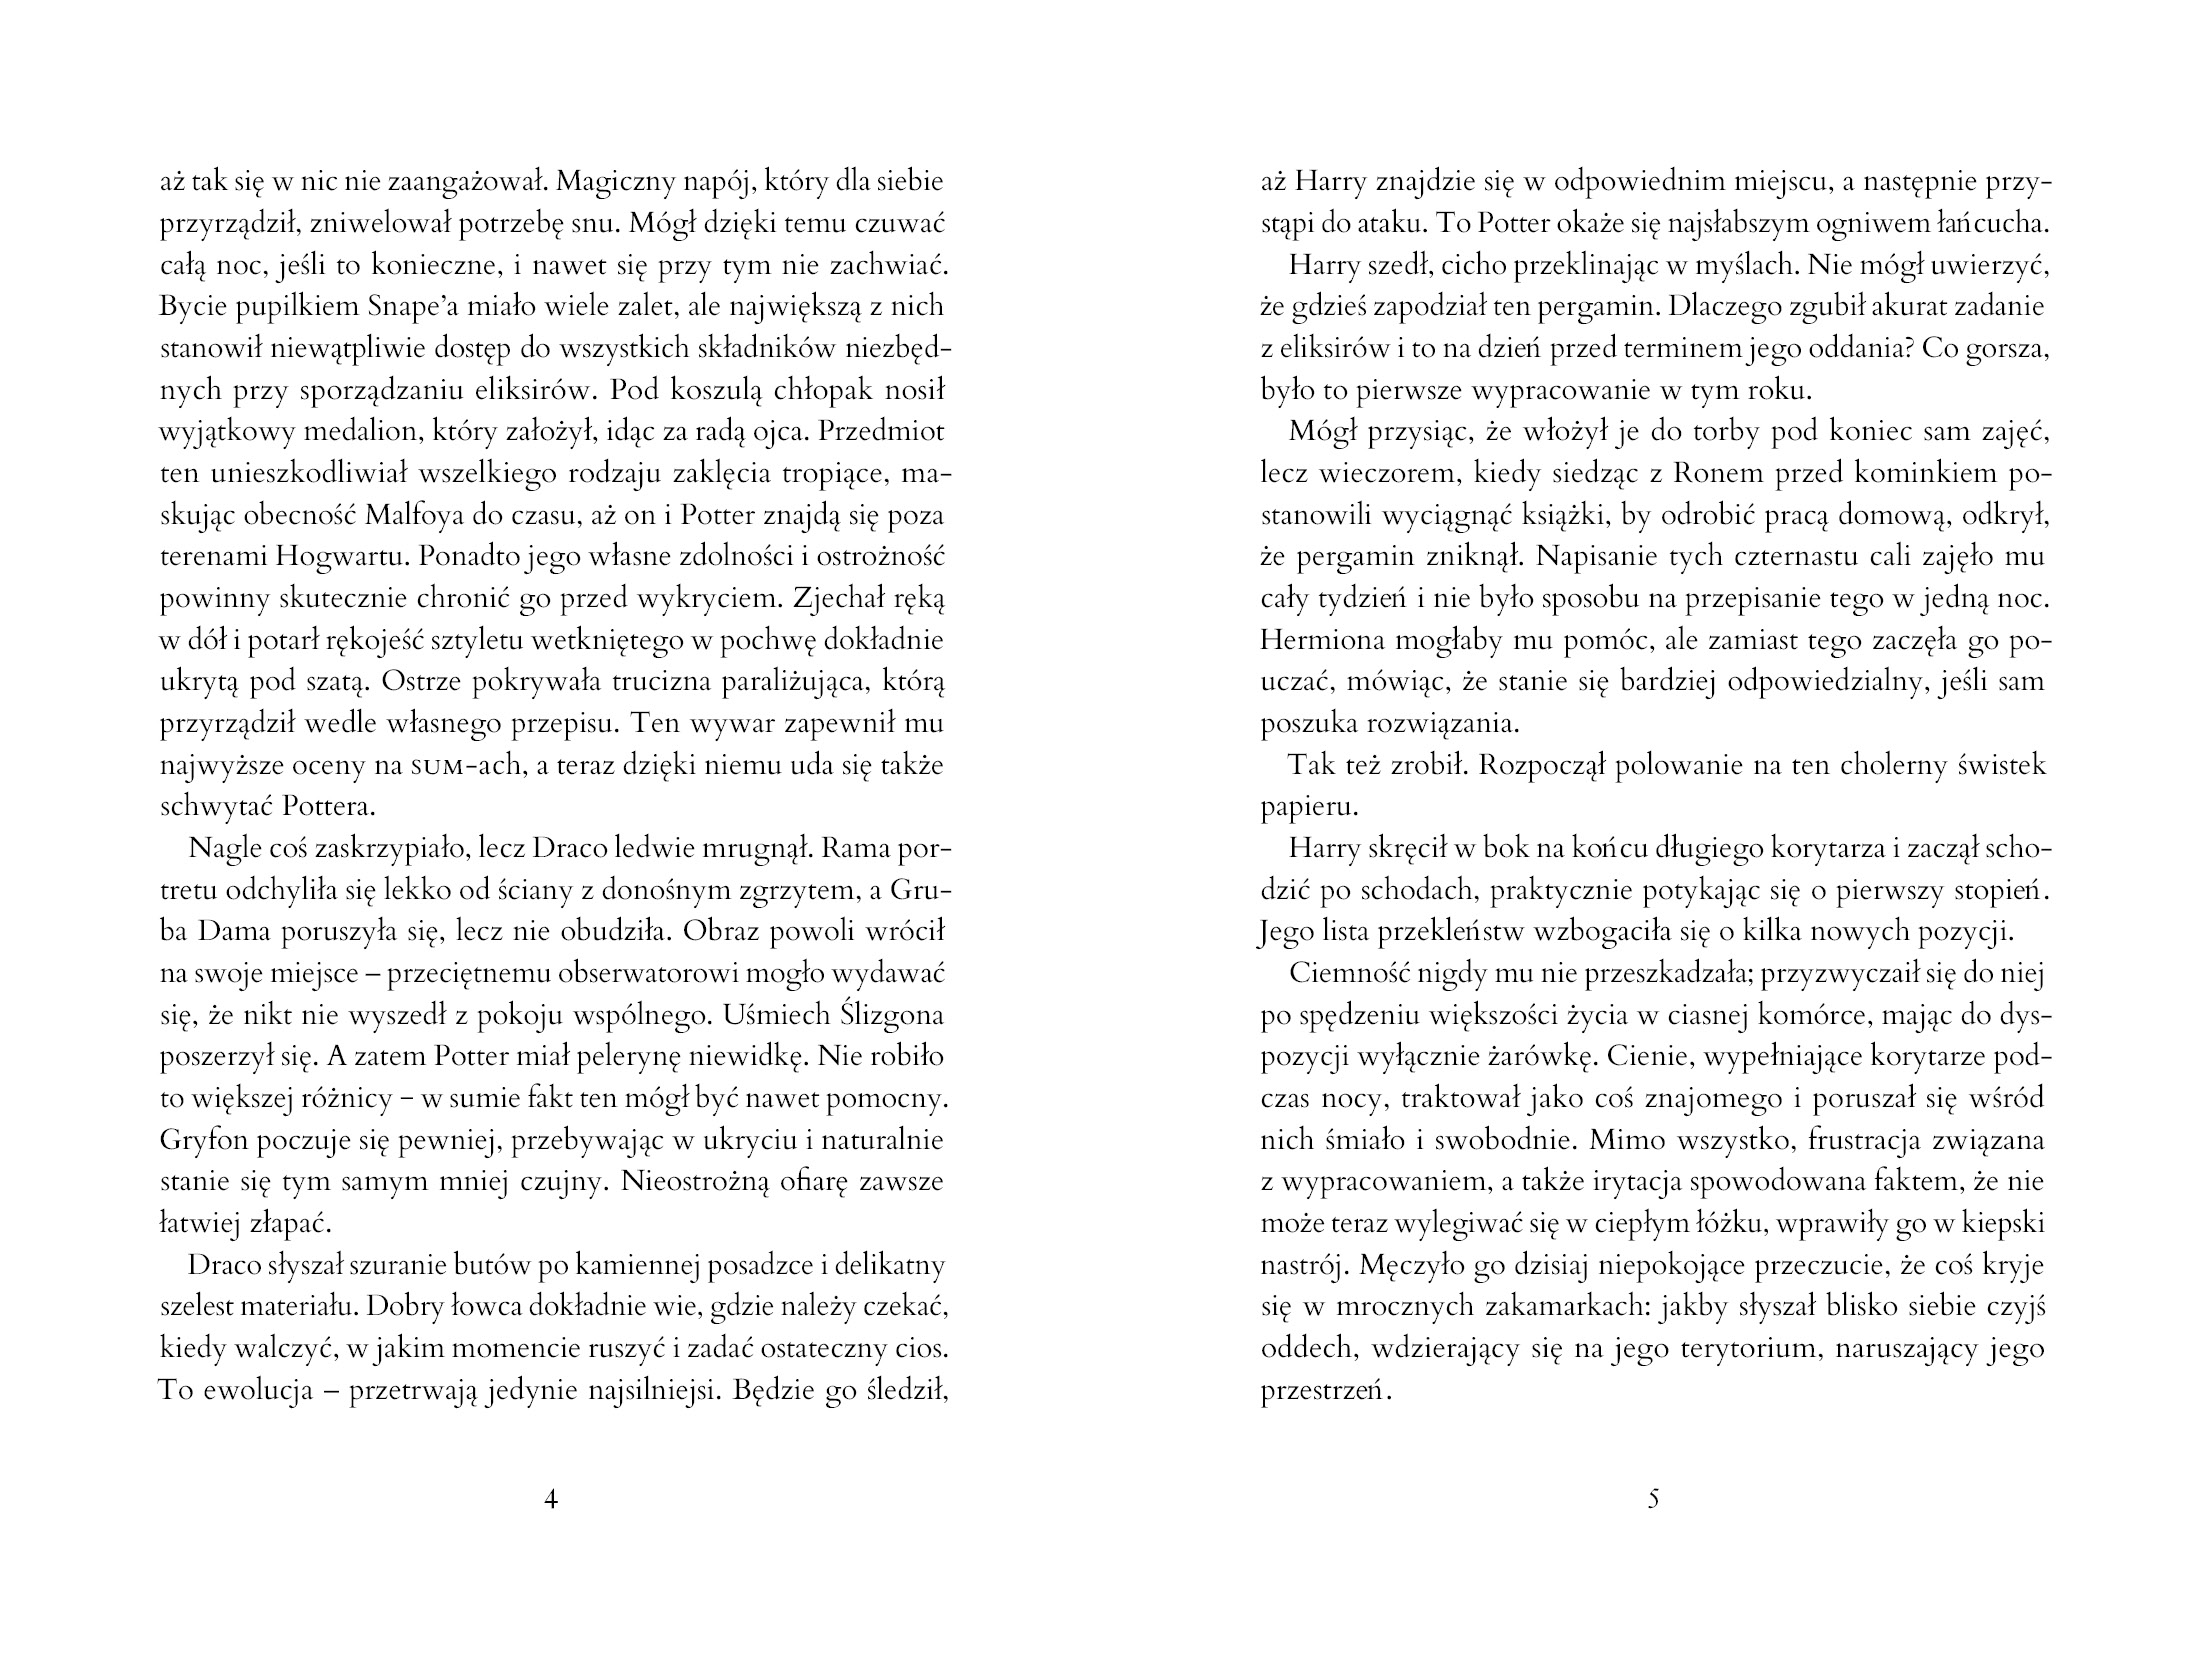 aż tak się w nic nie zaangażował. Magiczny napój, który dla siebie
przyrządził, zniwelował potrzebę snu. Mógł dzięki temu czuwać
całą noc, jeśli to konieczne, i nawet się przy tym nie zachwiać.
Bycie pupilkiem Snape’a miało wiele zalet, ale największą z nich
stanowił niewątpliwie dostęp do wszystkich składników niezbęd-
nych przy sporządzaniu eliksirów. Pod koszulą chłopak nosił
wyjątkowy medalion, który założył, idąc za radą ojca. Przedmiot
ten unieszkodliwiał wszelkiego rodzaju zaklęcia tropiące, ma-
skując obecność Malfoya do czasu, aż on i Potter znajdą się poza
terenami Hogwartu. Ponadto jego własne zdolności i ostrożność
powinny skutecznie chronić go przed wykryciem. Zjechał ręką
w dół i potarł rękojeść sztyletu wetkniętego w pochwę dokładnie
ukrytą pod szatą. Ostrze pokrywała trucizna paraliżująca, którą
przyrządził wedle własnego przepisu. Ten wywar zapewnił mu
najwyższe oceny na SUM-ach, a teraz dzięki niemu uda się także
schwytać Pottera.
Nagle coś zaskrzypiało, lecz Draco ledwie mrugnął. Rama por-
tretu odchyliła się lekko od ściany z donośnym zgrzytem, a Gru-
ba Dama poruszyła się, lecz nie obudziła. Obraz powoli wrócił
na swoje miejsce – przeciętnemu obserwatorowi mogło wydawać
się, że nikt nie wyszedł z pokoju wspólnego. Uśmiech Ślizgona
poszerzył się. A zatem Potter miał pelerynę niewidkę. Nie robiło
to większej różnicy – w sumie fakt ten mógł być nawet pomocny.
Gryfon poczuje się pewniej, przebywając w ukryciu i naturalnie
stanie się tym samym mniej czujny. Nieostrożną ofiarę zawsze
łatwiej złapać.
Draco słyszał szuranie butów po kamiennej posadzce i delikatny
szelest materiału. Dobry łowca dokładnie wie, gdzie należy czekać,
kiedy walczyć, w jakim momencie ruszyć i zadać ostateczny cios.
To ewolucja – przetrwają jedynie najsilniejsi. Będzie go śledził,
4
aż Harry znajdzie się w odpowiednim miejscu, a następnie przy-
stąpi do ataku. To Potter okaże się najsłabszym ogniwem łańcucha.
Harry szedł, cicho przeklinając w myślach. Nie mógł uwierzyć,
że gdzieś zapodział ten pergamin. Dlaczego zgubił akurat zadanie
z eliksirów i to na dzień przed terminem jego oddania? Co gorsza,
było to pierwsze wypracowanie w tym roku.
Mógł przysiąc, że włożył je do torby pod koniec sam zajęć,
lecz wieczorem, kiedy siedząc z Ronem przed kominkiem po-
stanowili wyciągnąć książki, by odrobić pracą domową, odkrył,
że pergamin zniknął. Napisanie tych czternastu cali zajęło mu
cały tydzień i nie było sposobu na przepisanie tego w jedną noc.
Hermiona mogłaby mu pomóc, ale zamiast tego zaczęła go po-
uczać, mówiąc, że stanie się bardziej odpowiedzialny, jeśli sam
poszuka rozwiązania.
Tak też zrobił. Rozpoczął polowanie na ten cholerny świstek
papieru.
Harry skręcił w bok na końcu długiego korytarza i zaczął scho-
dzić po schodach, praktycznie potykając się o pierwszy stopień.
Jego lista przekleństw wzbogaciła się o kilka nowych pozycji.
Ciemność nigdy mu nie przeszkadzała; przyzwyczaił się do niej
po spędzeniu większości życia w ciasnej komórce, mając do dys-
pozycji wyłącznie żarówkę. Cienie, wypełniające korytarze pod-
czas nocy, traktował jako coś znajomego i poruszał się wśród
nich śmiało i swobodnie. Mimo wszystko, frustracja związana
z wypracowaniem, a także irytacja spowodowana faktem, że nie
może teraz wylegiwać się w ciepłym łóżku, wprawiły go w kiepski
nastrój. Męczyło go dzisiaj niepokojące przeczucie, że coś kryje
się w mrocznych zakamarkach: jakby słyszał blisko siebie czyjś
oddech, wdzierający się na jego terytorium, naruszający jego
przestrzeń.
5